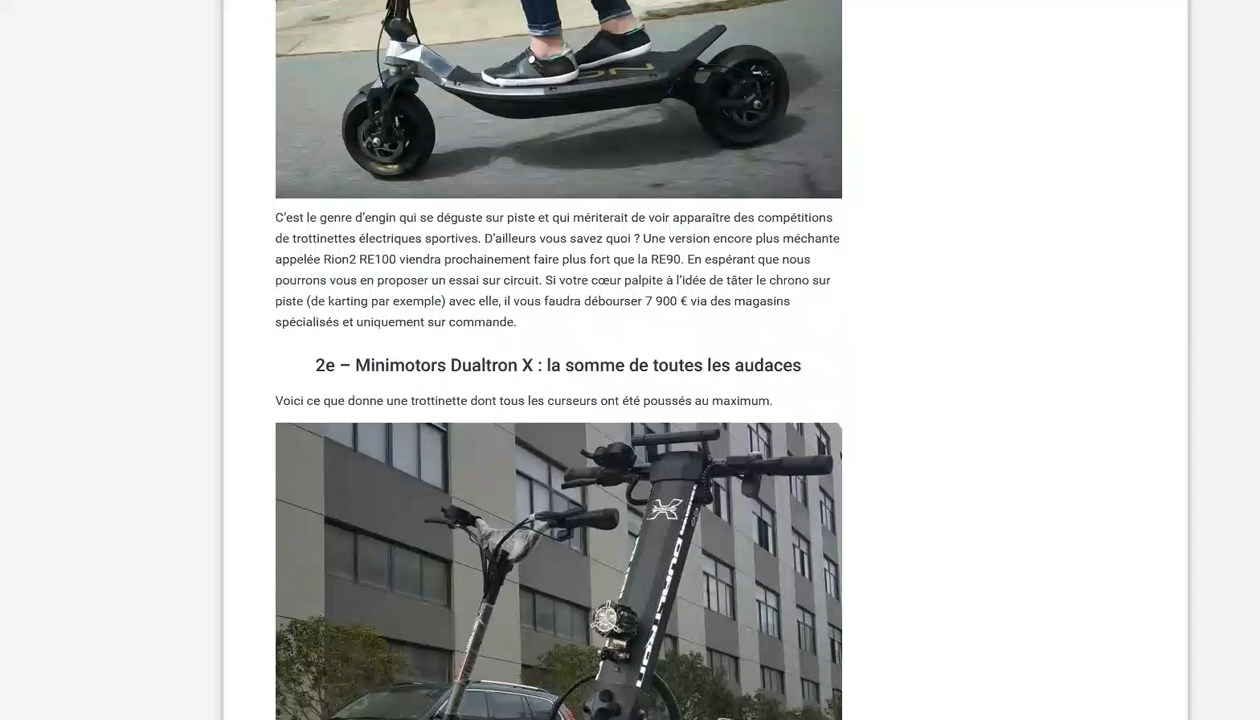 ON
C’est le genre d’engin qui se déguste sur piste et qui mériterait de voir apparaître des compétitions
de trottinettes électriques sportives. D’ailleurs vous savez quoi ? Une version encore plus méchante
appelée Rion2 RE100 viendra prochainement faire plus fort que la RE90. En espérant que nous
pourrons vous en proposer un essai sur circuit. Si votre cœur palpite à l’idée de tâter le chrono sur
piste (de karting par exemple) avec elle, il vous faudra débourser 7 900 € via des magasins
spécialisés et uniquement sur commande.
2e – Minimotors Dualtron X : la somme de toutes les audaces
Voici ce que donne une trottinette dont tous les curseurs ont été poussés au maximum.
X
DUALTRON